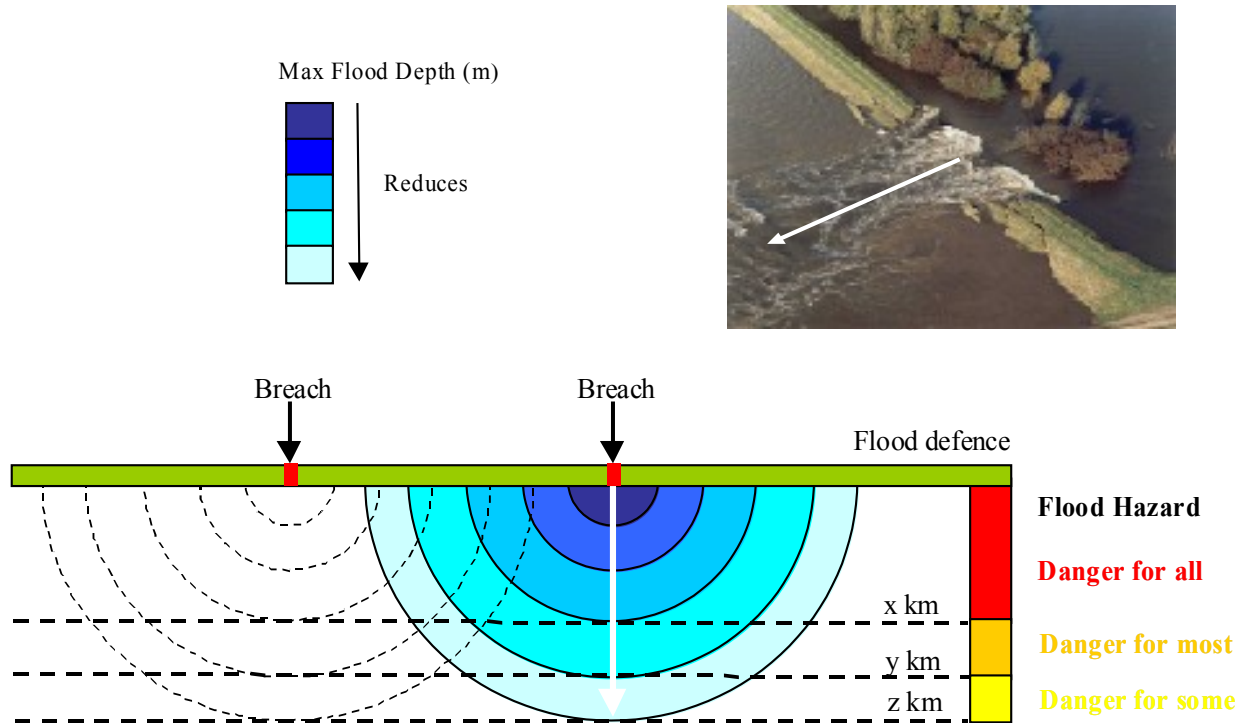 Max Flood Depth (m)
Reduces
Breach
Breach
Flood defence
Flood Hazard
Danger for all
x km
Danger for most
y km
z km
Danger for some